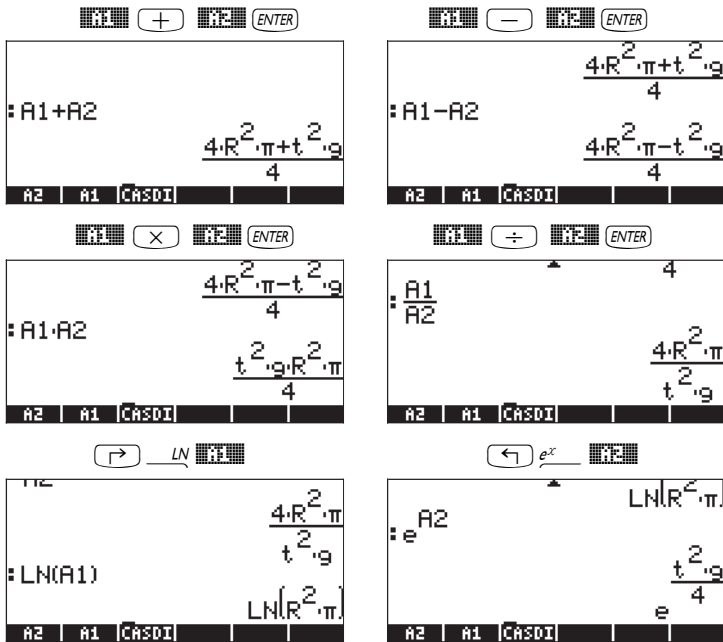 A1 + A2 ENTER
A1 − A2 ENTER
:A1+A2
4·R²·π+t²·g
4
A2 A1 CASDI
4·R²·π+t²·g
4
:A1-A2
4·R²·π-t²·g
4
A2 A1 CASDI
A1 × A2 ENTER
A1 ÷ A2 ENTER
4·R²·π-t²·g
4
:A1·A2
t²·g·R²·π
4
A2 A1 CASDI
4
:A1
A2
4·R²·π
t²·g
A2 A1 CASDI
LN A1
eˣ A2
4·R²·π
t²·g
:LN(A1)
LN(R²·π)
A2 A1 CASDI
LN(R²·π)
:e^A2
t²·g
4
e
A2 A1 CASDI